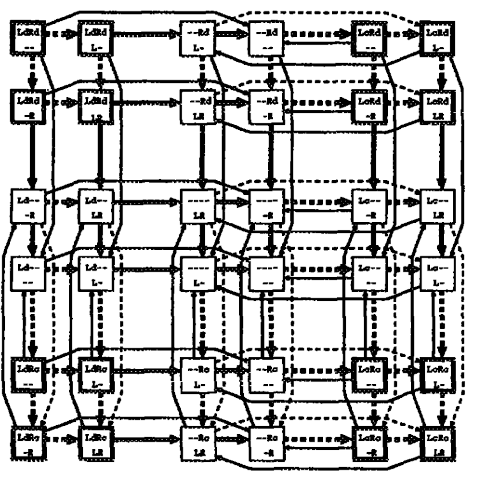 LdRd LdRd --Rd --Rd LcRd LcRd
-- L- L- -- -- L-
LdRd LdRd --Rd --Rd LcRd LcRd
-R LR LR -R -R LR
Ld-- Ld-- ---- ---- Lc-- Lc--
-R LR LR -R -R LR
Ld-- Ld-- ---- ---- Lc-- Lc--
-- L- L- -- -- L-
LdRc LdRc --Rc --Rc LcRc LcRc
-- L- L- -- -- L-
LdRc LdRc --Rc --Rc LcRc LcRc
-R LR LR -R -R LR